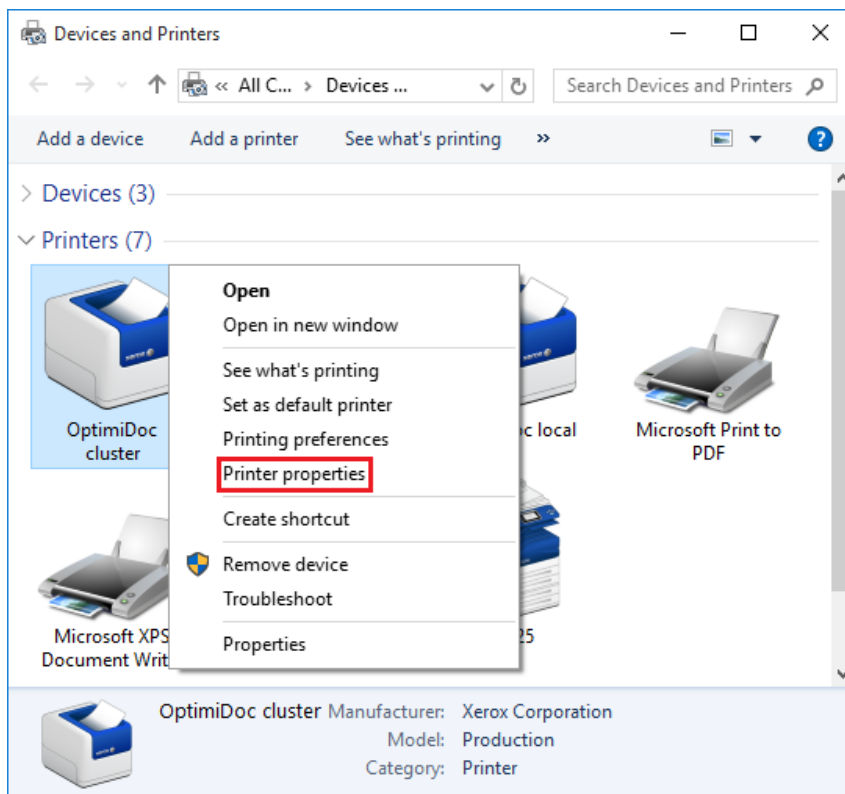 Devices and Printers
« All C... › Devices ...
Search Devices and Printers
Add a device
Add a printer
See what's printing
»
?
Devices (3)
Printers (7)
OptimiDoc
cluster
xerox
Open
Open in new window
See what's printing
Set as default printer
Printing preferences
Printer properties
Create shortcut
Remove device
Troubleshoot
Properties
xerox
c local
Microsoft Print to
PDF
Microsoft XPS
Document Writ
25
OptimiDoc cluster
Manufacturer: Xerox Corporation
Model: Production
Category: Printer